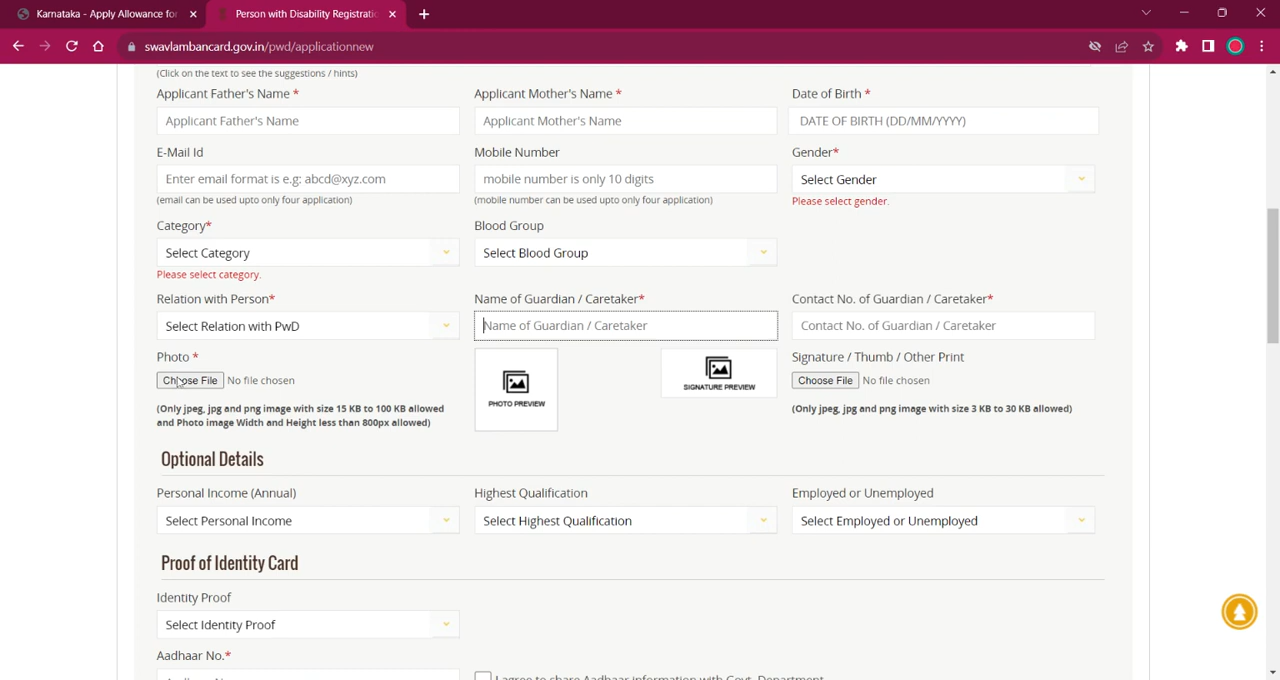 Karnataka - Apply Allowance for
Person with Disability Registratio
swavlambancard.gov.in/pwd/applicationnew
(Click on the text to see the suggestions / hints)
Applicant Father's Name * Applicant Mother's Name * Date of Birth *
Applicant Father's Name Applicant Mother's Name DATE OF BIRTH (DD/MM/YYYY)
E-Mail Id Mobile Number Gender*
Enter email format is e.g: abcd@xyz.com mobile number is only 10 digits Select Gender
(email can be used upto only four application) (mobile number can be used upto only four application) Please select gender.
Category* Blood Group
Select Category Select Blood Group
Please select category.
Relation with Person* Name of Guardian / Caretaker* Contact No. of Guardian / Caretaker*
Select Relation with PwD Name of Guardian / Caretaker Contact No. of Guardian / Caretaker
Photo * Signature / Thumb / Other Print
Choose File No file chosen PHOTO PREVIEW SIGNATURE PREVIEW Choose File No file chosen
(Only jpeg, jpg and png image with size 15 KB to 100 KB allowed (Only jpeg, jpg and png image with size 3 KB to 30 KB allowed)
and Photo image Width and Height less than 800px allowed)
Optional Details
Personal Income (Annual) Highest Qualification Employed or Unemployed
Select Personal Income Select Highest Qualification Select Employed or Unemployed
Proof of Identity Card
Identity Proof
Select Identity Proof
Aadhaar No.*
I agree to share Aadhaar information with Govt. Department